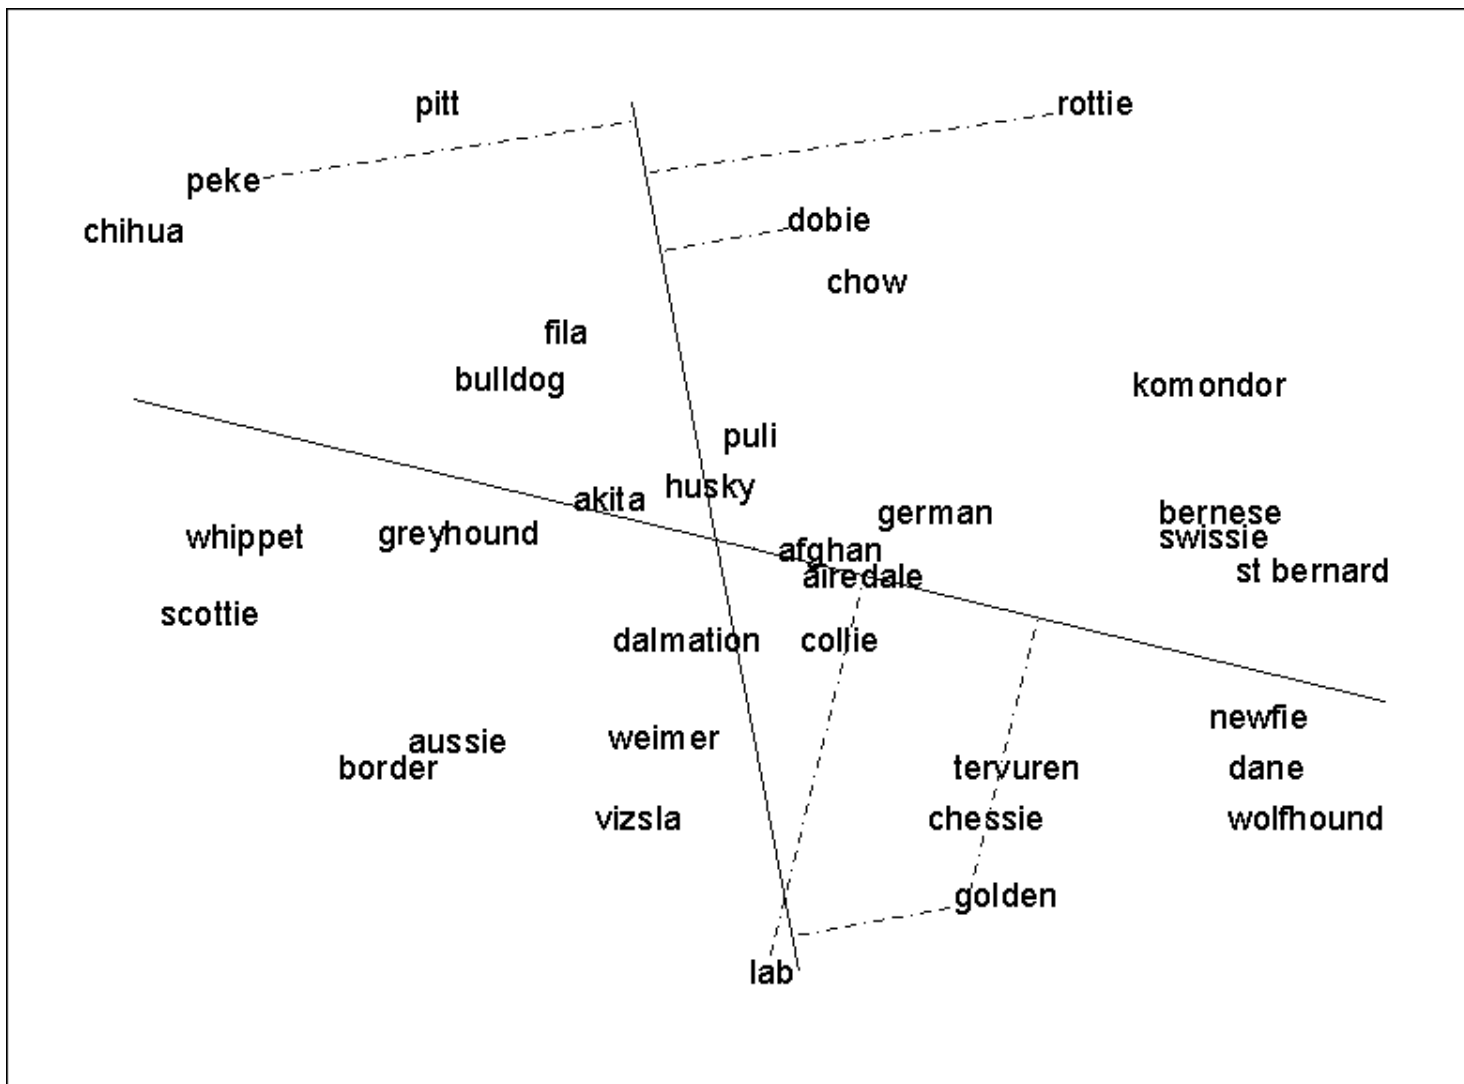 pitt
rottie
peke
dobie
chihua
chow
fila
bulldog
komondor
puli
husky
akita
german
bernese
greyhound
whippet
swissie
afghan
st bernard
airedale
scottie
dalmation
collie
newfie
weimer
aussie
border
tervuren
dane
vizsla
chessie
wolfhound
golden
lab